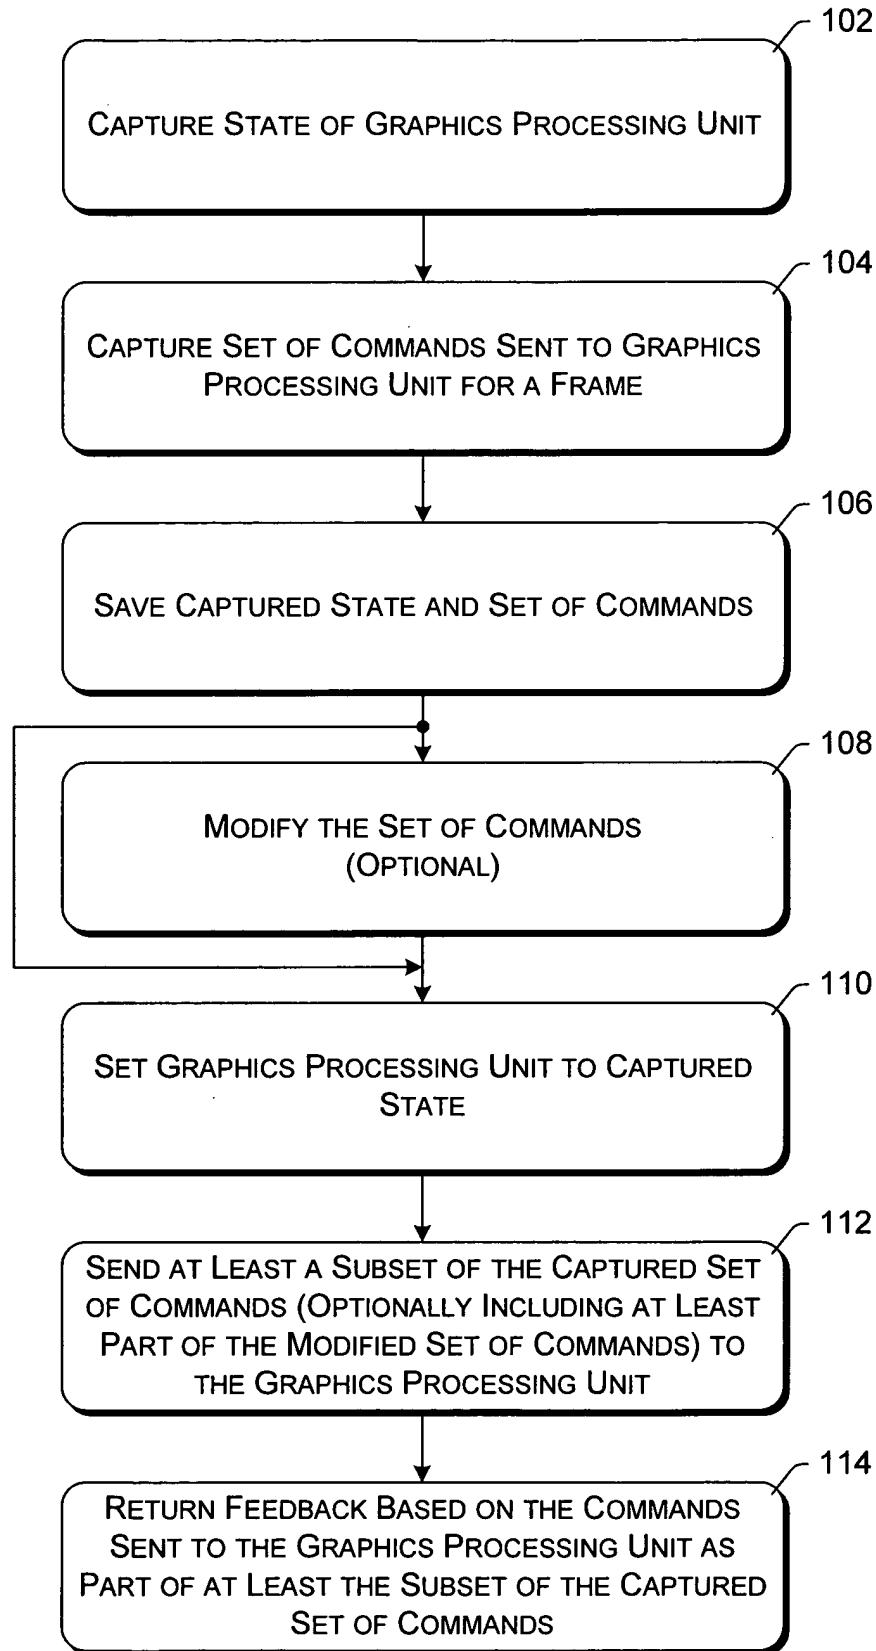 102
CAPTURE STATE OF GRAPHICS PROCESSING UNIT
104
CAPTURE SET OF COMMANDS SENT TO GRAPHICS
PROCESSING UNIT FOR A FRAME
106
SAVE CAPTURED STATE AND SET OF COMMANDS
108
MODIFY THE SET OF COMMANDS
(OPTIONAL)
110
SET GRAPHICS PROCESSING UNIT TO CAPTURED
STATE
112
SEND AT LEAST A SUBSET OF THE CAPTURED SET
OF COMMANDS (OPTIONALLY INCLUDING AT LEAST
PART OF THE MODIFIED SET OF COMMANDS) TO
THE GRAPHICS PROCESSING UNIT
114
RETURN FEEDBACK BASED ON THE COMMANDS
SENT TO THE GRAPHICS PROCESSING UNIT AS
PART OF AT LEAST THE SUBSET OF THE CAPTURED
SET OF COMMANDS